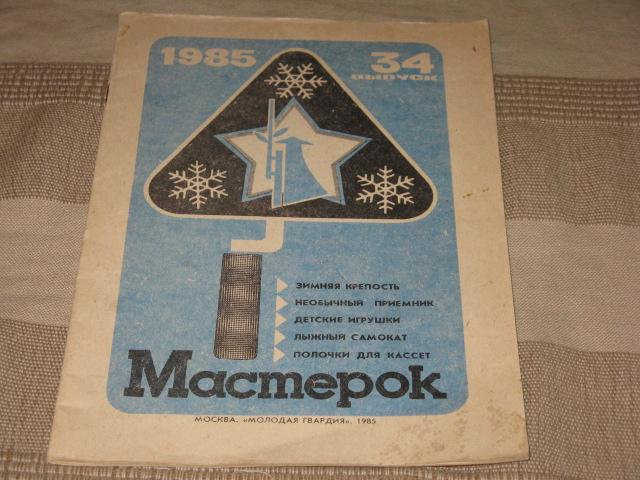 1985
34
выпуск
ЗИМНЯЯ КРЕПОСТЬ
НЕОБЫЧНЫЙ ПРИЕМНИК
ДЕТСКИЕ ИГРУШКИ
ЛЫЖНЫЙ САМОКАТ
ПОЛОЧКИ ДЛЯ КАССЕТ
Мастерок
МОСКВА. «МОЛОДАЯ ГВАРДИЯ». 1985